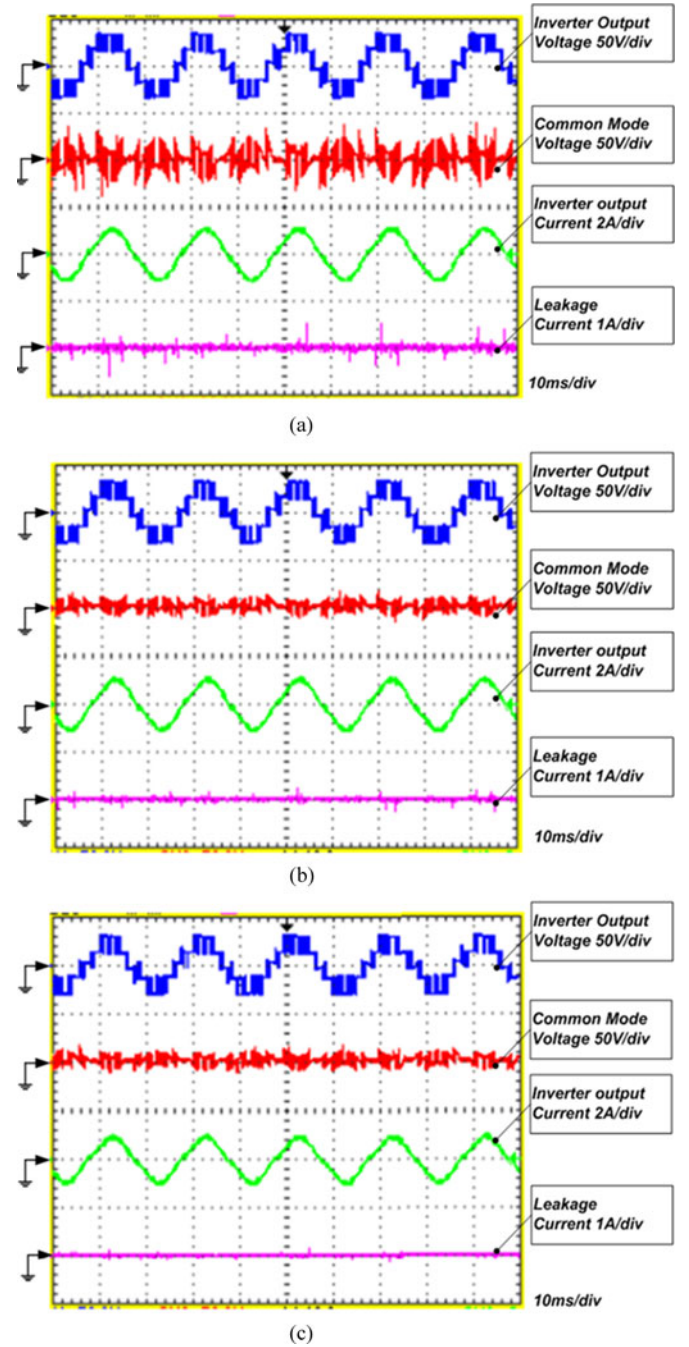 Inverter Output
Voltage 50V/div
Common Mode
Voltage 50V/div
Inverter output
Current 2A/div
Leakage
Current 1A/div
10ms/div
(a)
Inverter Output
Voltage 50V/div
Common Mode
Voltage 50V/div
Inverter output
Current 2A/div
Leakage
Current 1A/div
10ms/div
(b)
Inverter Output
Voltage 50V/div
Common Mode
Voltage 50V/div
Inverter output
Current 2A/div
Leakage
Current 1A/div
10ms/div
(c)